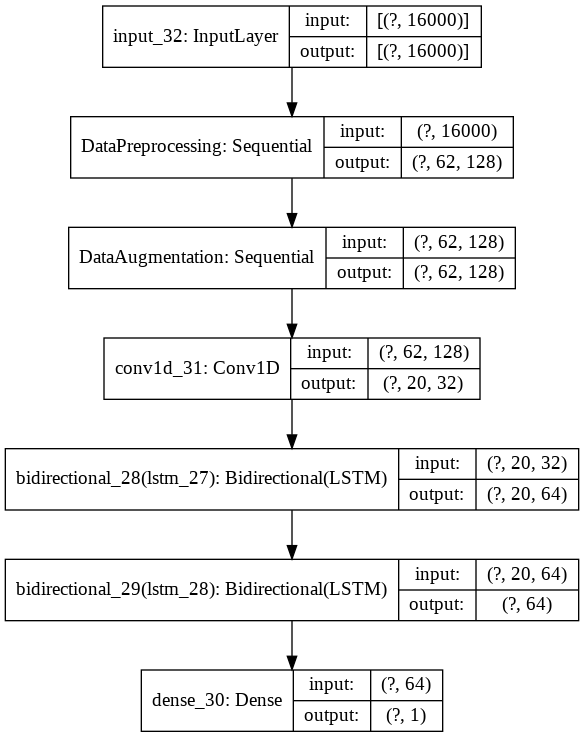 input_32: InputLayer
input:
[(?, 16000)]
output:
[(?, 16000)]
DataPreprocessing: Sequential
input:
(?, 16000)
output:
(?, 62, 128)
DataAugmentation: Sequential
input:
(?, 62, 128)
output:
(?, 62, 128)
conv1d_31: Conv1D
input:
(?, 62, 128)
output:
(?, 20, 32)
bidirectional_28(lstm_27): Bidirectional(LSTM)
input:
(?, 20, 32)
output:
(?, 20, 64)
bidirectional_29(lstm_28): Bidirectional(LSTM)
input:
(?, 20, 64)
output:
(?, 64)
dense_30: Dense
input:
(?, 64)
output:
(?, 1)